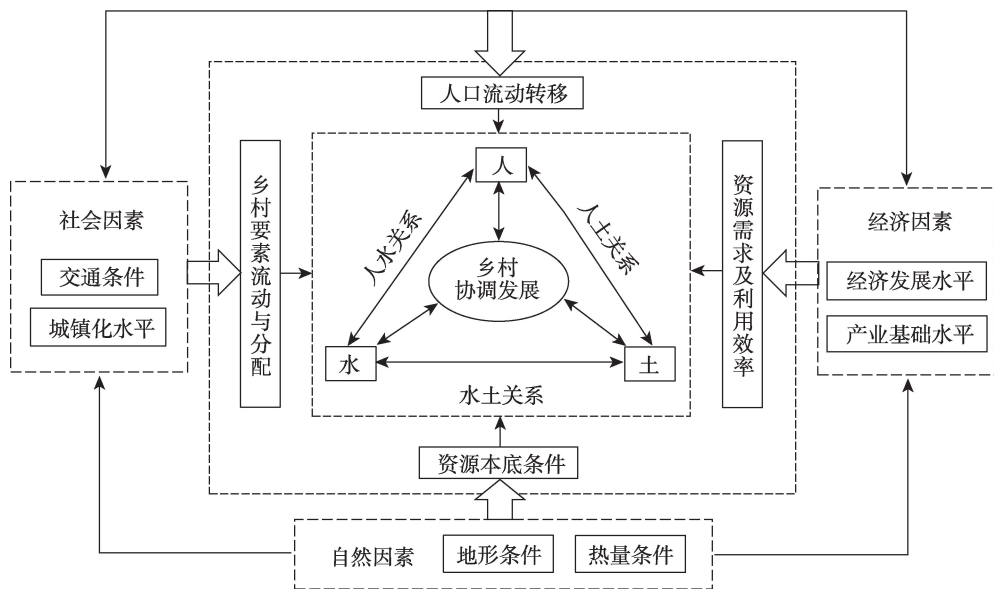 人口流动转移
社会因素
交通条件
城镇化水平
乡村要素流动与分配
人
人水关系
人土关系
乡村
协调发展
水
土
水土关系
资源需求及利用效率
经济因素
经济发展水平
产业基础水平
资源本底条件
自然因素
地形条件
热量条件